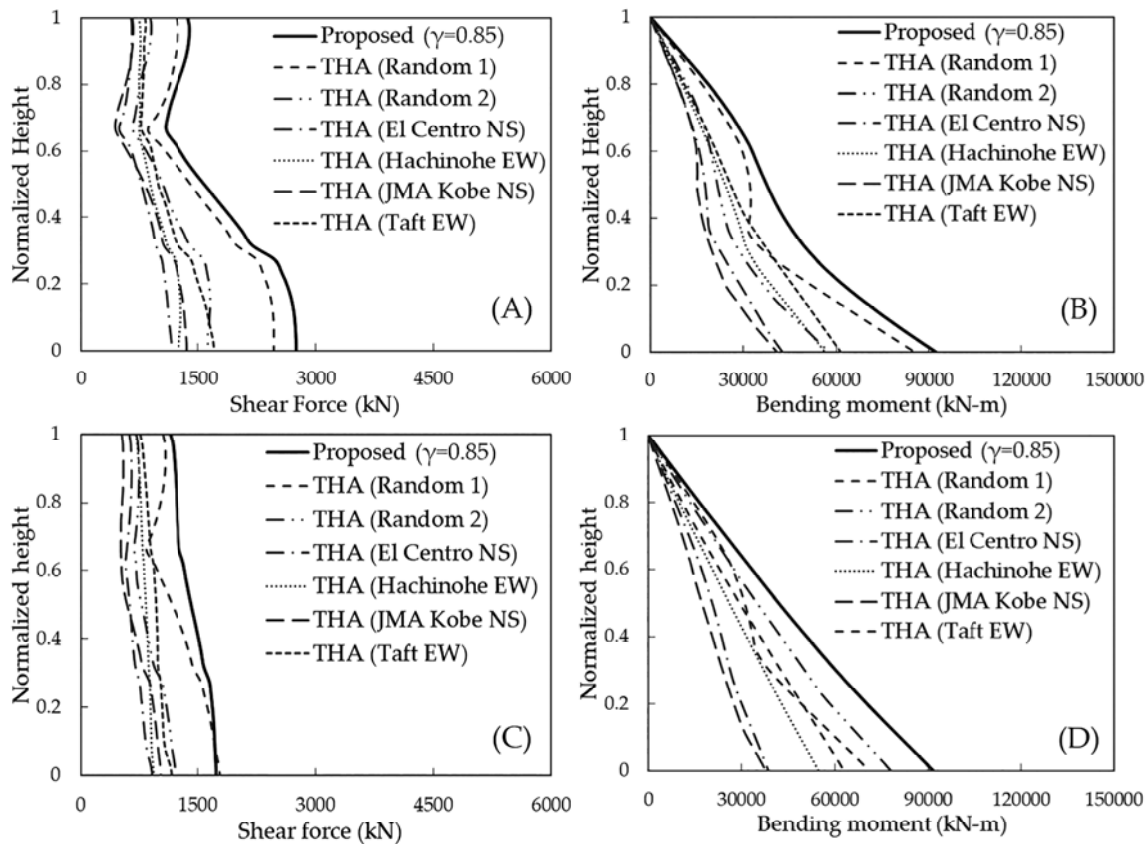 1
0.8
0.6
0.4
0.2
0
Normalized Height
Proposed (γ=0.85)
THA (Random 1)
THA (Random 2)
THA (El Centro NS)
THA (Hachinohe EW)
THA (JMA Kobe NS)
THA (Taft EW)
(A)
0 1500 3000 4500 6000
Shear Force (kN)
1
0.8
0.6
0.4
0.2
0
Normalized Height
Proposed (γ=0.85)
THA (Random 1)
THA (Random 2)
THA (El Centro NS)
THA (Hachinohe EW)
THA (JMA Kobe NS)
THA (Taft EW)
(B)
0 30000 60000 90000 120000 150000
Bending moment (kN-m)
1
0.8
0.6
0.4
0.2
0
Normalized height
Proposed (γ=0.85)
THA (Random 1)
THA (Random 2)
THA (El Centro NS)
THA (Hachinohe EW)
THA (JMA Kobe NS)
THA (Taft EW)
(C)
0 1500 3000 4500 6000
Shear force (kN)
1
0.8
0.6
0.4
0.2
0
Normalized height
Proposed (γ=0.85)
THA (Random 1)
THA (Random 2)
THA (El Centro NS)
THA (Hachinohe EW)
THA (JMA Kobe NS)
THA (Taft EW)
(D)
0 30000 60000 90000 120000 150000
Bending moment (kN-m)